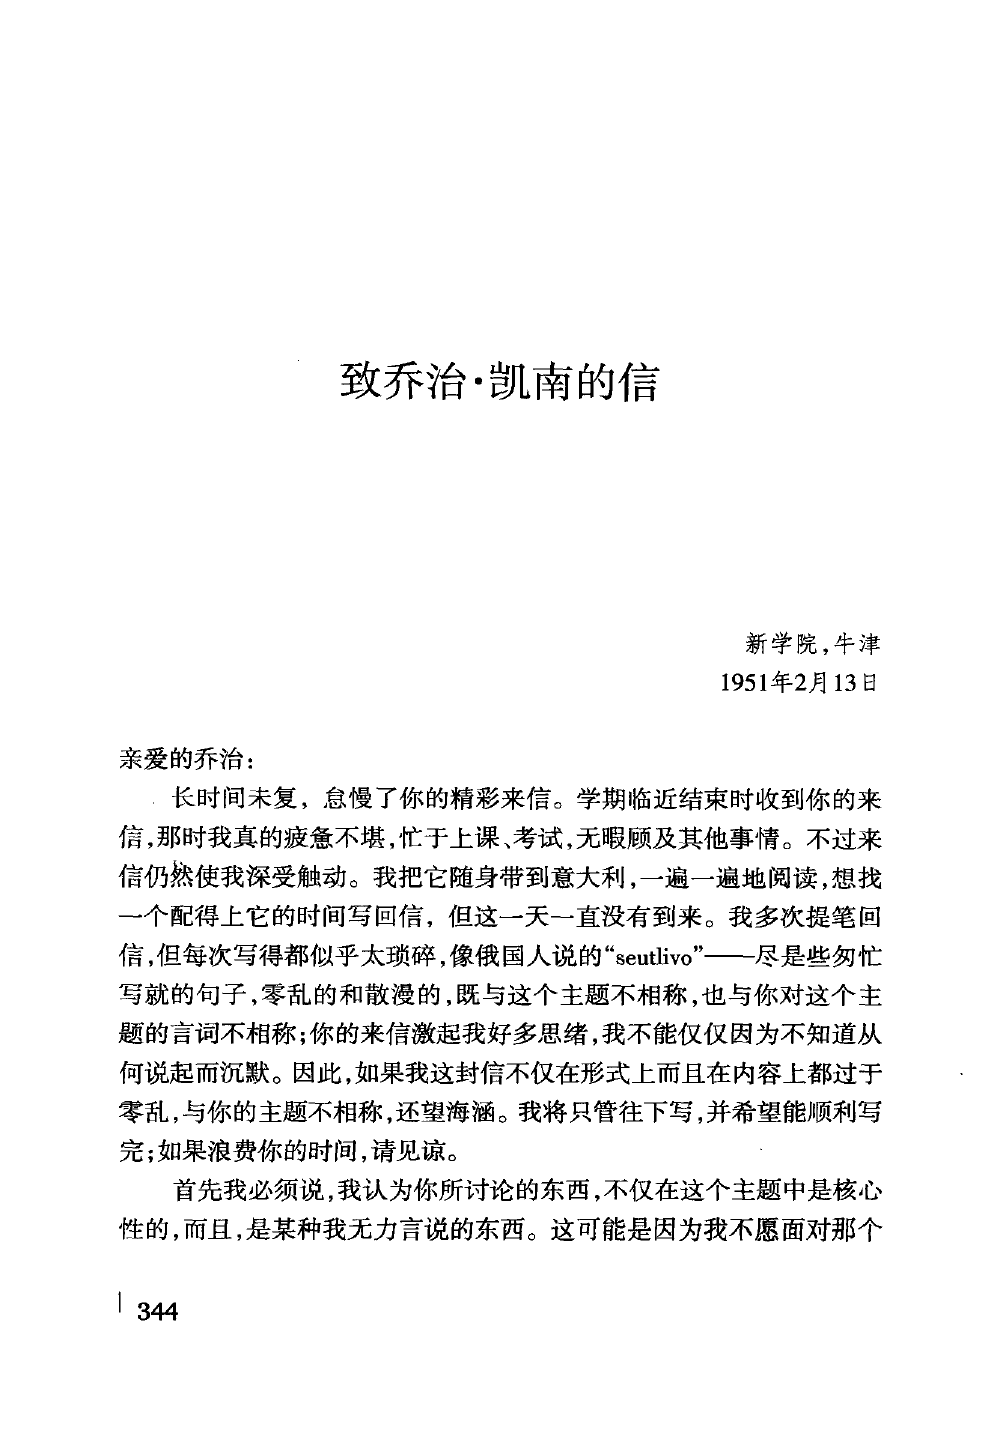 致乔治·凯南的信
新学院,牛津
1951年2月13日
亲爱的乔治:
长时间未复，怠慢了你的精彩来信。学期临近结束时收到你的来
信,那时我真的疲惫不堪,忙于上课、考试,无暇顾及其他事情。不过来
信仍然使我深受触动。我把它随身带到意大利,一遍一遍地阅读,想找
一个配得上它的时间写回信，但这一天一直没有到来。我多次提笔回
信,但每次写得都似乎太琐碎,像俄国人说的“seutlivo”——尽是些匆忙
写就的句子,零乱的和散漫的,既与这个主题不相称,也与你对这个主
题的言词不相称;你的来信激起我好多思绪,我不能仅仅因为不知道从
何说起而沉默。因此,如果我这封信不仅在形式上而且在内容上都过于
零乱,与你的主题不相称,还望海涵。我将只管往下写,并希望能顺利写
完;如果浪费你的时间,请见谅。
首先我必须说,我认为你所讨论的东西,不仅在这个主题中是核心
性的,而且,是某种我无力言说的东西。这可能是因为我不愿面对那个
344